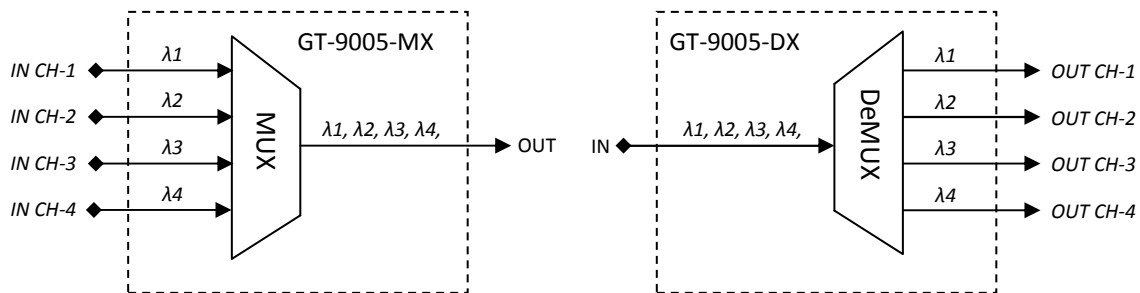 GT-9005-MX
IN CH-1
λ1
IN CH-2
λ2
IN CH-3
λ3
IN CH-4
λ4
MUX
λ1, λ2, λ3, λ4,
OUT
GT-9005-DX
IN
λ1, λ2, λ3, λ4,
DeMUX
λ1
OUT CH-1
λ2
OUT CH-2
λ3
OUT CH-3
λ4
OUT CH-4